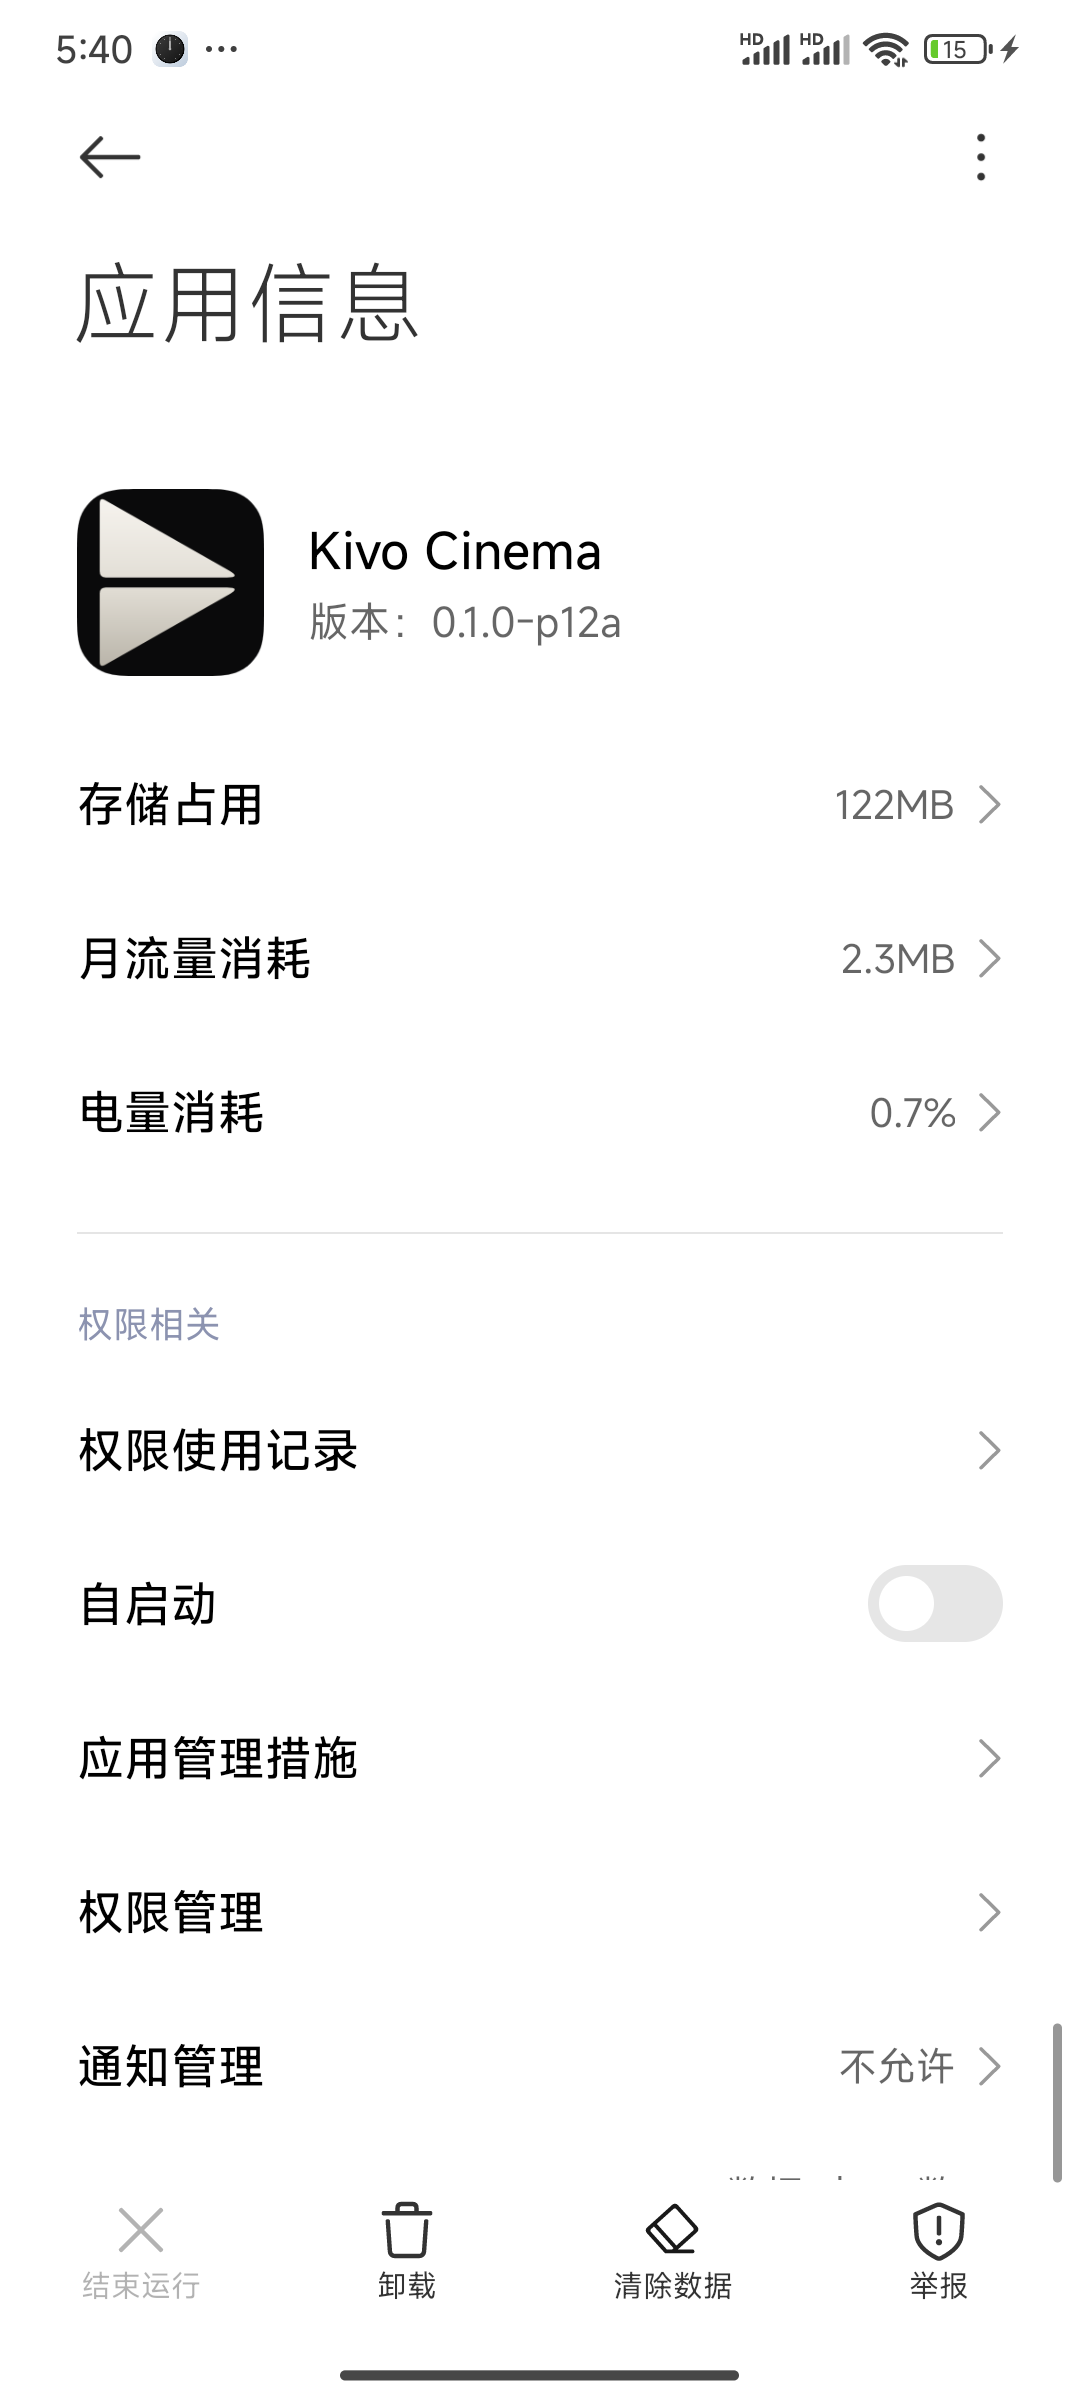 5:40
HD HD 15
应用信息
Kivo Cinema
版本：0.1.0-p12a
存储占用 122MB
月流量消耗 2.3MB
电量消耗 0.7%
权限相关
权限使用记录
自启动
应用管理措施
权限管理
通知管理 不允许
结束运行 卸载 清除数据 举报